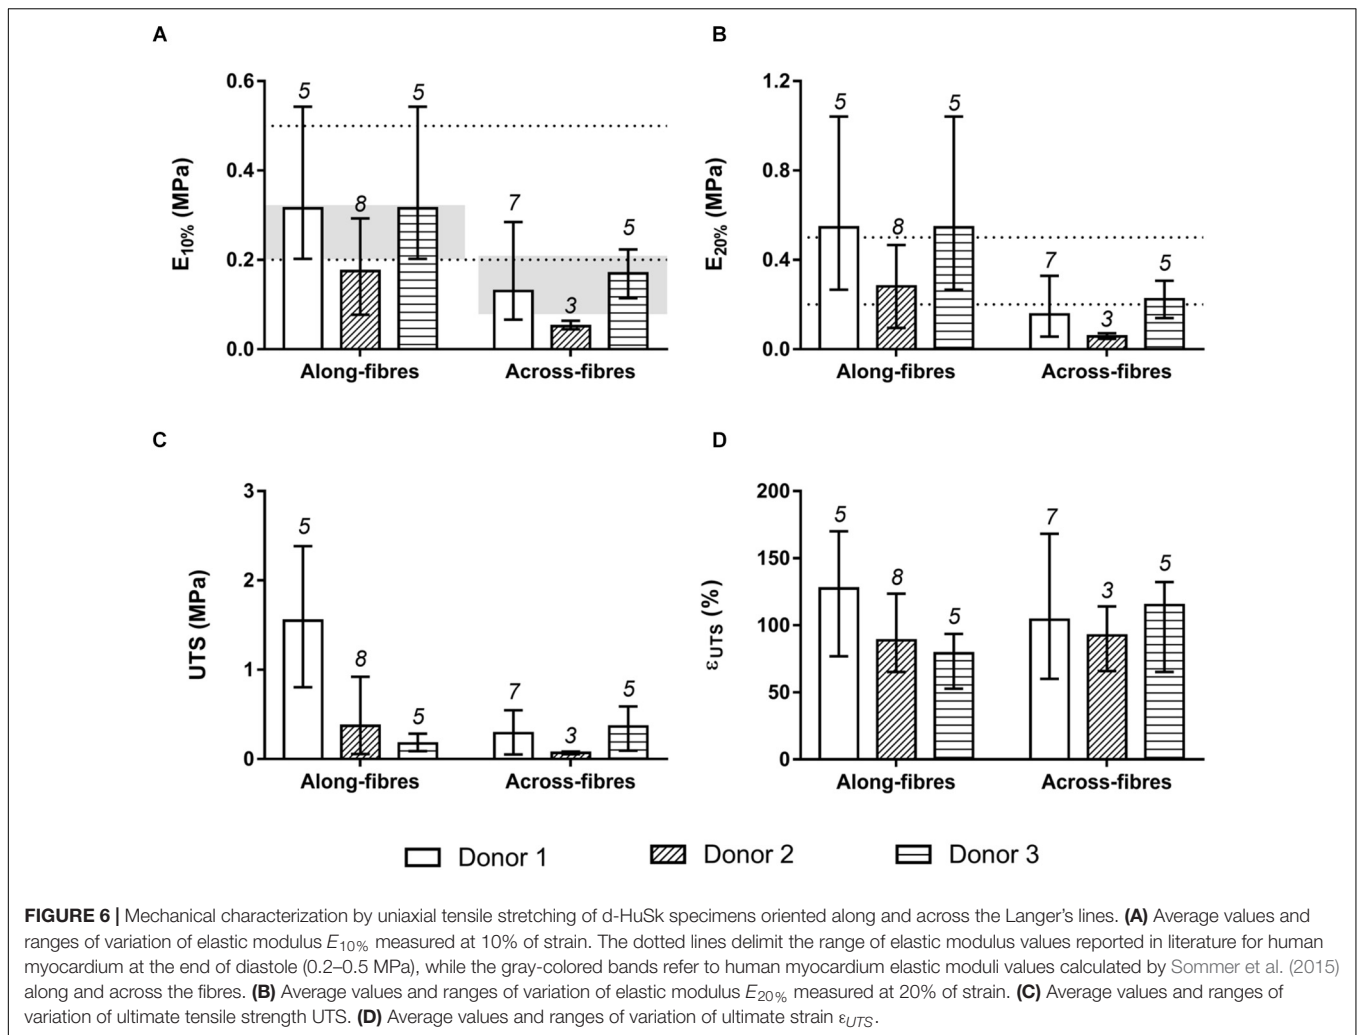 A
B
0.6
0.4
0.2
0.0
E10% (MPa)
5
8
5
7
3
5
Along-fibres
Across-fibres
1.2
0.8
0.4
0.0
E20% (MPa)
5
8
5
7
3
5
Along-fibres
Across-fibres
C
D
3
2
1
0
UTS (MPa)
5
8
5
7
3
5
Along-fibres
Across-fibres
200
150
100
50
0
εUTS (%)
5
8
5
7
3
5
Along-fibres
Across-fibres
Donor 1
Donor 2
Donor 3
FIGURE 6 | Mechanical characterization by uniaxial tensile stretching of d-HuSk specimens oriented along and across the Langer's lines. (A) Average values and
ranges of variation of elastic modulus E10% measured at 10% of strain. The dotted lines delimit the range of elastic modulus values reported in literature for human
myocardium at the end of diastole (0.2–0.5 MPa), while the gray-colored bands refer to human myocardium elastic moduli values calculated by Sommer et al. (2015)
along and across the fibres. (B) Average values and ranges of variation of elastic modulus E20% measured at 20% of strain. (C) Average values and ranges of
variation of ultimate tensile strength UTS. (D) Average values and ranges of variation of ultimate strain εUTS.